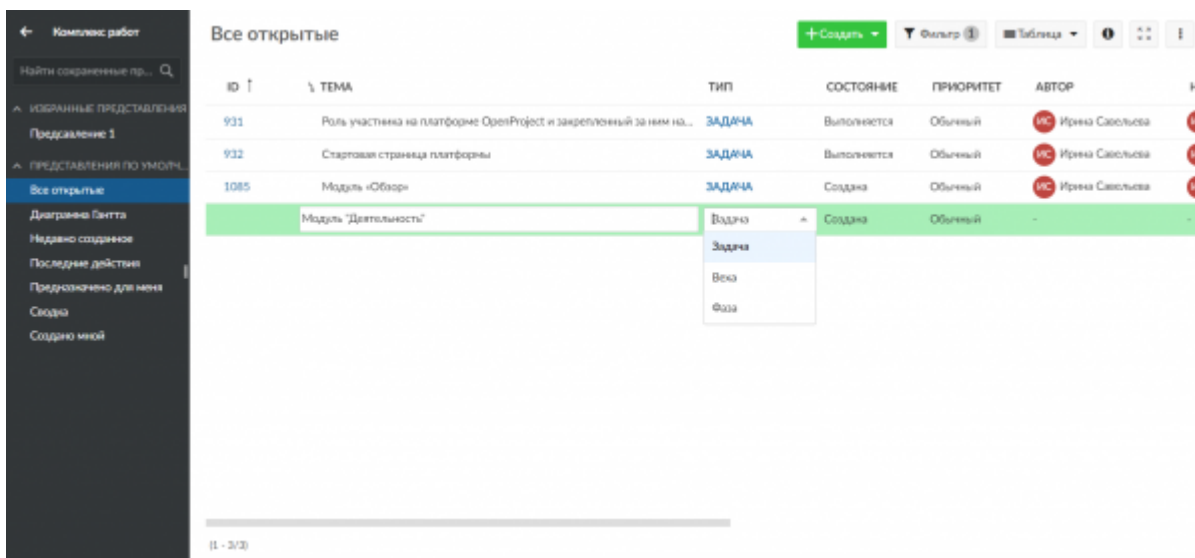 Комплекс работ
Найти сохраненные пр...
ИЗБРАННЫЕ ПРЕДСТАВЛЕНИЯ
Предсавление 1
ПРЕДСТАВЛЕНИЯ ПО УМОЛЧ...
Все открытые
Диаграмма Гантта
Недавно созданное
Последние действия
Предназначено для меня
Сводка
Создано мной
Все открытые
+Создать Фильтр 1 Таблица
ID ТЕМА ТИП СОСТОЯНИЕ ПРИОРИТЕТ АВТОР
931 Роль участника на платформе OpenProject и закрепленный за ним на... ЗАДАЧА Выполняется Обычный ИС Ирина Савельева
932 Стартовая страница платформы ЗАДАЧА Выполняется Обычный ИС Ирина Савельева
1085 Модуль «Обзор» ЗАДАЧА Создана Обычный ИС Ирина Савельева
Модуль "Деятельность" Задача Создана Обычный -
Задача
Веха
Фаза
(1 - 3/3)